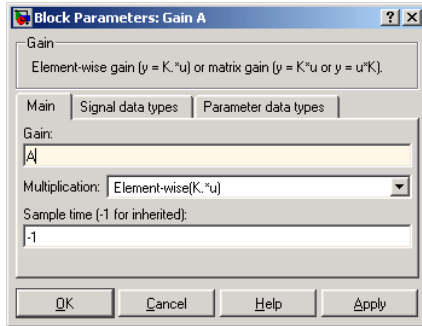 Block Parameters: Gain A
Gain
Element-wise gain (y = K.*u) or matrix gain (y = K*u or y = u*K).
Main Signal data types Parameter data types
Gain:
A
Multiplication: Element-wise(K.*u)
Sample time (-1 for inherited):
-1
OK Cancel Help Apply